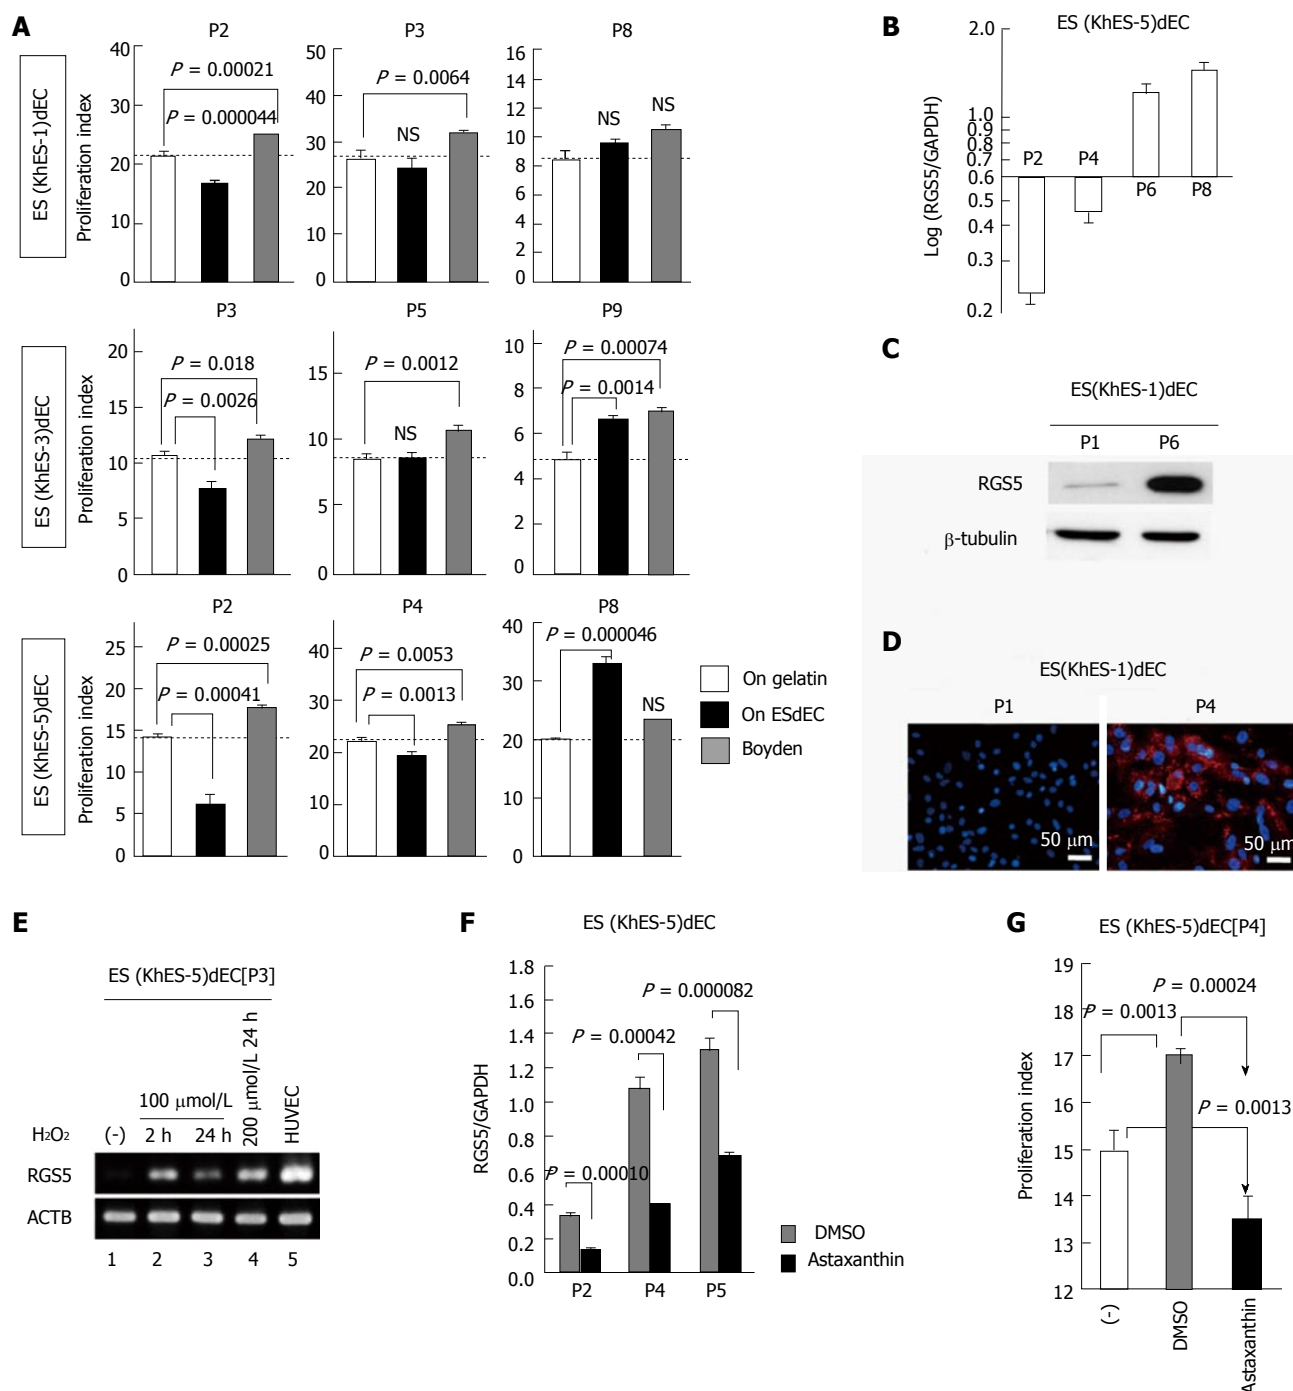 A
ES (KhES-1)dEC
Proliferation index
P2
40
30
20
10
0
P = 0.00021
P = 0.000044
P3
50
40
30
20
10
0
P = 0.0064
NS
P8
16
14
12
10
8
6
4
2
0
NS
NS
ES (KhES-3)dEC
Proliferation index
P3
20
15
10
5
0
P = 0.018
P = 0.0026
P5
15
10
5
0
P = 0.0012
NS
P9
10
8
6
4
2
0
P = 0.00074
P = 0.0014
ES (KhES-5)dEC
Proliferation index
P2
25
20
15
10
5
0
P = 0.00025
P = 0.00041
P4
40
30
20
10
0
P = 0.0053
P = 0.0013
P8
40
30
20
10
0
P = 0.000046
NS
On gelatin
On ESdEC
Boyden
B
ES (KhES-5)dEC
Log (RGS5/GAPDH)
2.0
1.0
0.9
0.8
0.7
0.6
0.5
0.4
0.3
0.2
P2
P4
P6
P8
C
ES(KhES-1)dEC
P1 P6
RGS5
β-tubulin
D
ES(KhES-1)dEC
P1 P4
50 μm
50 μm
E
ES (KhES-5)dEC[P3]
100 μmol/L
200 μmol/L 24 h
HUVEC
H2O2 (-) 2 h 24 h
RGS5
ACTB
1 2 3 4 5
F
ES (KhES-5)dEC
RGS5/GAPDH
1.8
1.6
1.4
1.2
1.0
0.8
0.6
0.4
0.2
0.0
P = 0.000082
P = 0.00042
P = 0.00010
P2 P4 P5
DMSO
Astaxanthin
G
ES (KhES-5)dEC[P4]
Proliferation index
19
18
17
16
15
14
13
12
P = 0.00024
P = 0.0013
P = 0.0013
(-)
DMSO
Astaxanthin